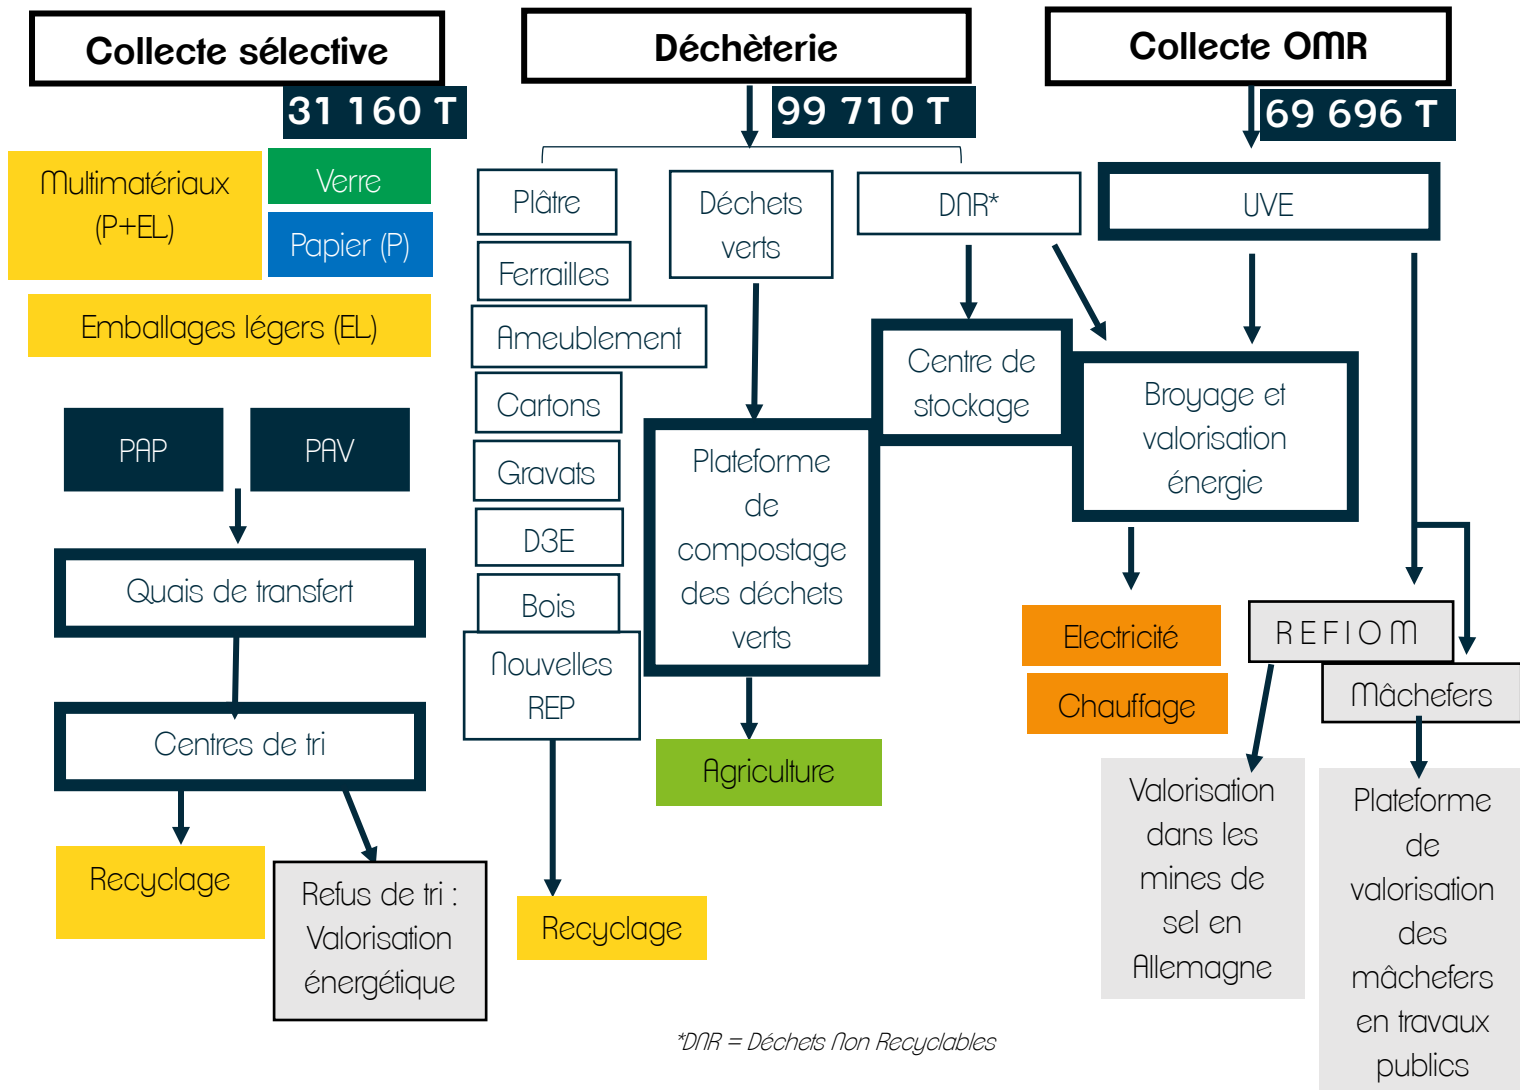 Collecte sélective
31 160 T
Multimatériaux
(P+EL)
Verre
Papier (P)
Emballages légers (EL)
PAP
PAV
Quais de transfert
Centres de tri
Recyclage
Refus de tri :
Valorisation
énergétique
Déchèterie
99 710 T
Plâtre
Ferrailles
Ameublement
Cartons
Gravats
D3E
Bois
Nouvelles
REP
Recyclage
Déchets
verts
Plateforme
de
compostage
des déchets
verts
Agriculture
DNR*
Centre de
stockage
Collecte OMR
69 696 T
UVE
Broyage et
valorisation
énergie
Electricité
Chauffage
REFIOM
Mâchefers
Valorisation
dans les
mines de
sel en
Allemagne
Plateforme
de
valorisation
des
mâchefers
en travaux
publics
*DNR = Déchets Non Recyclables